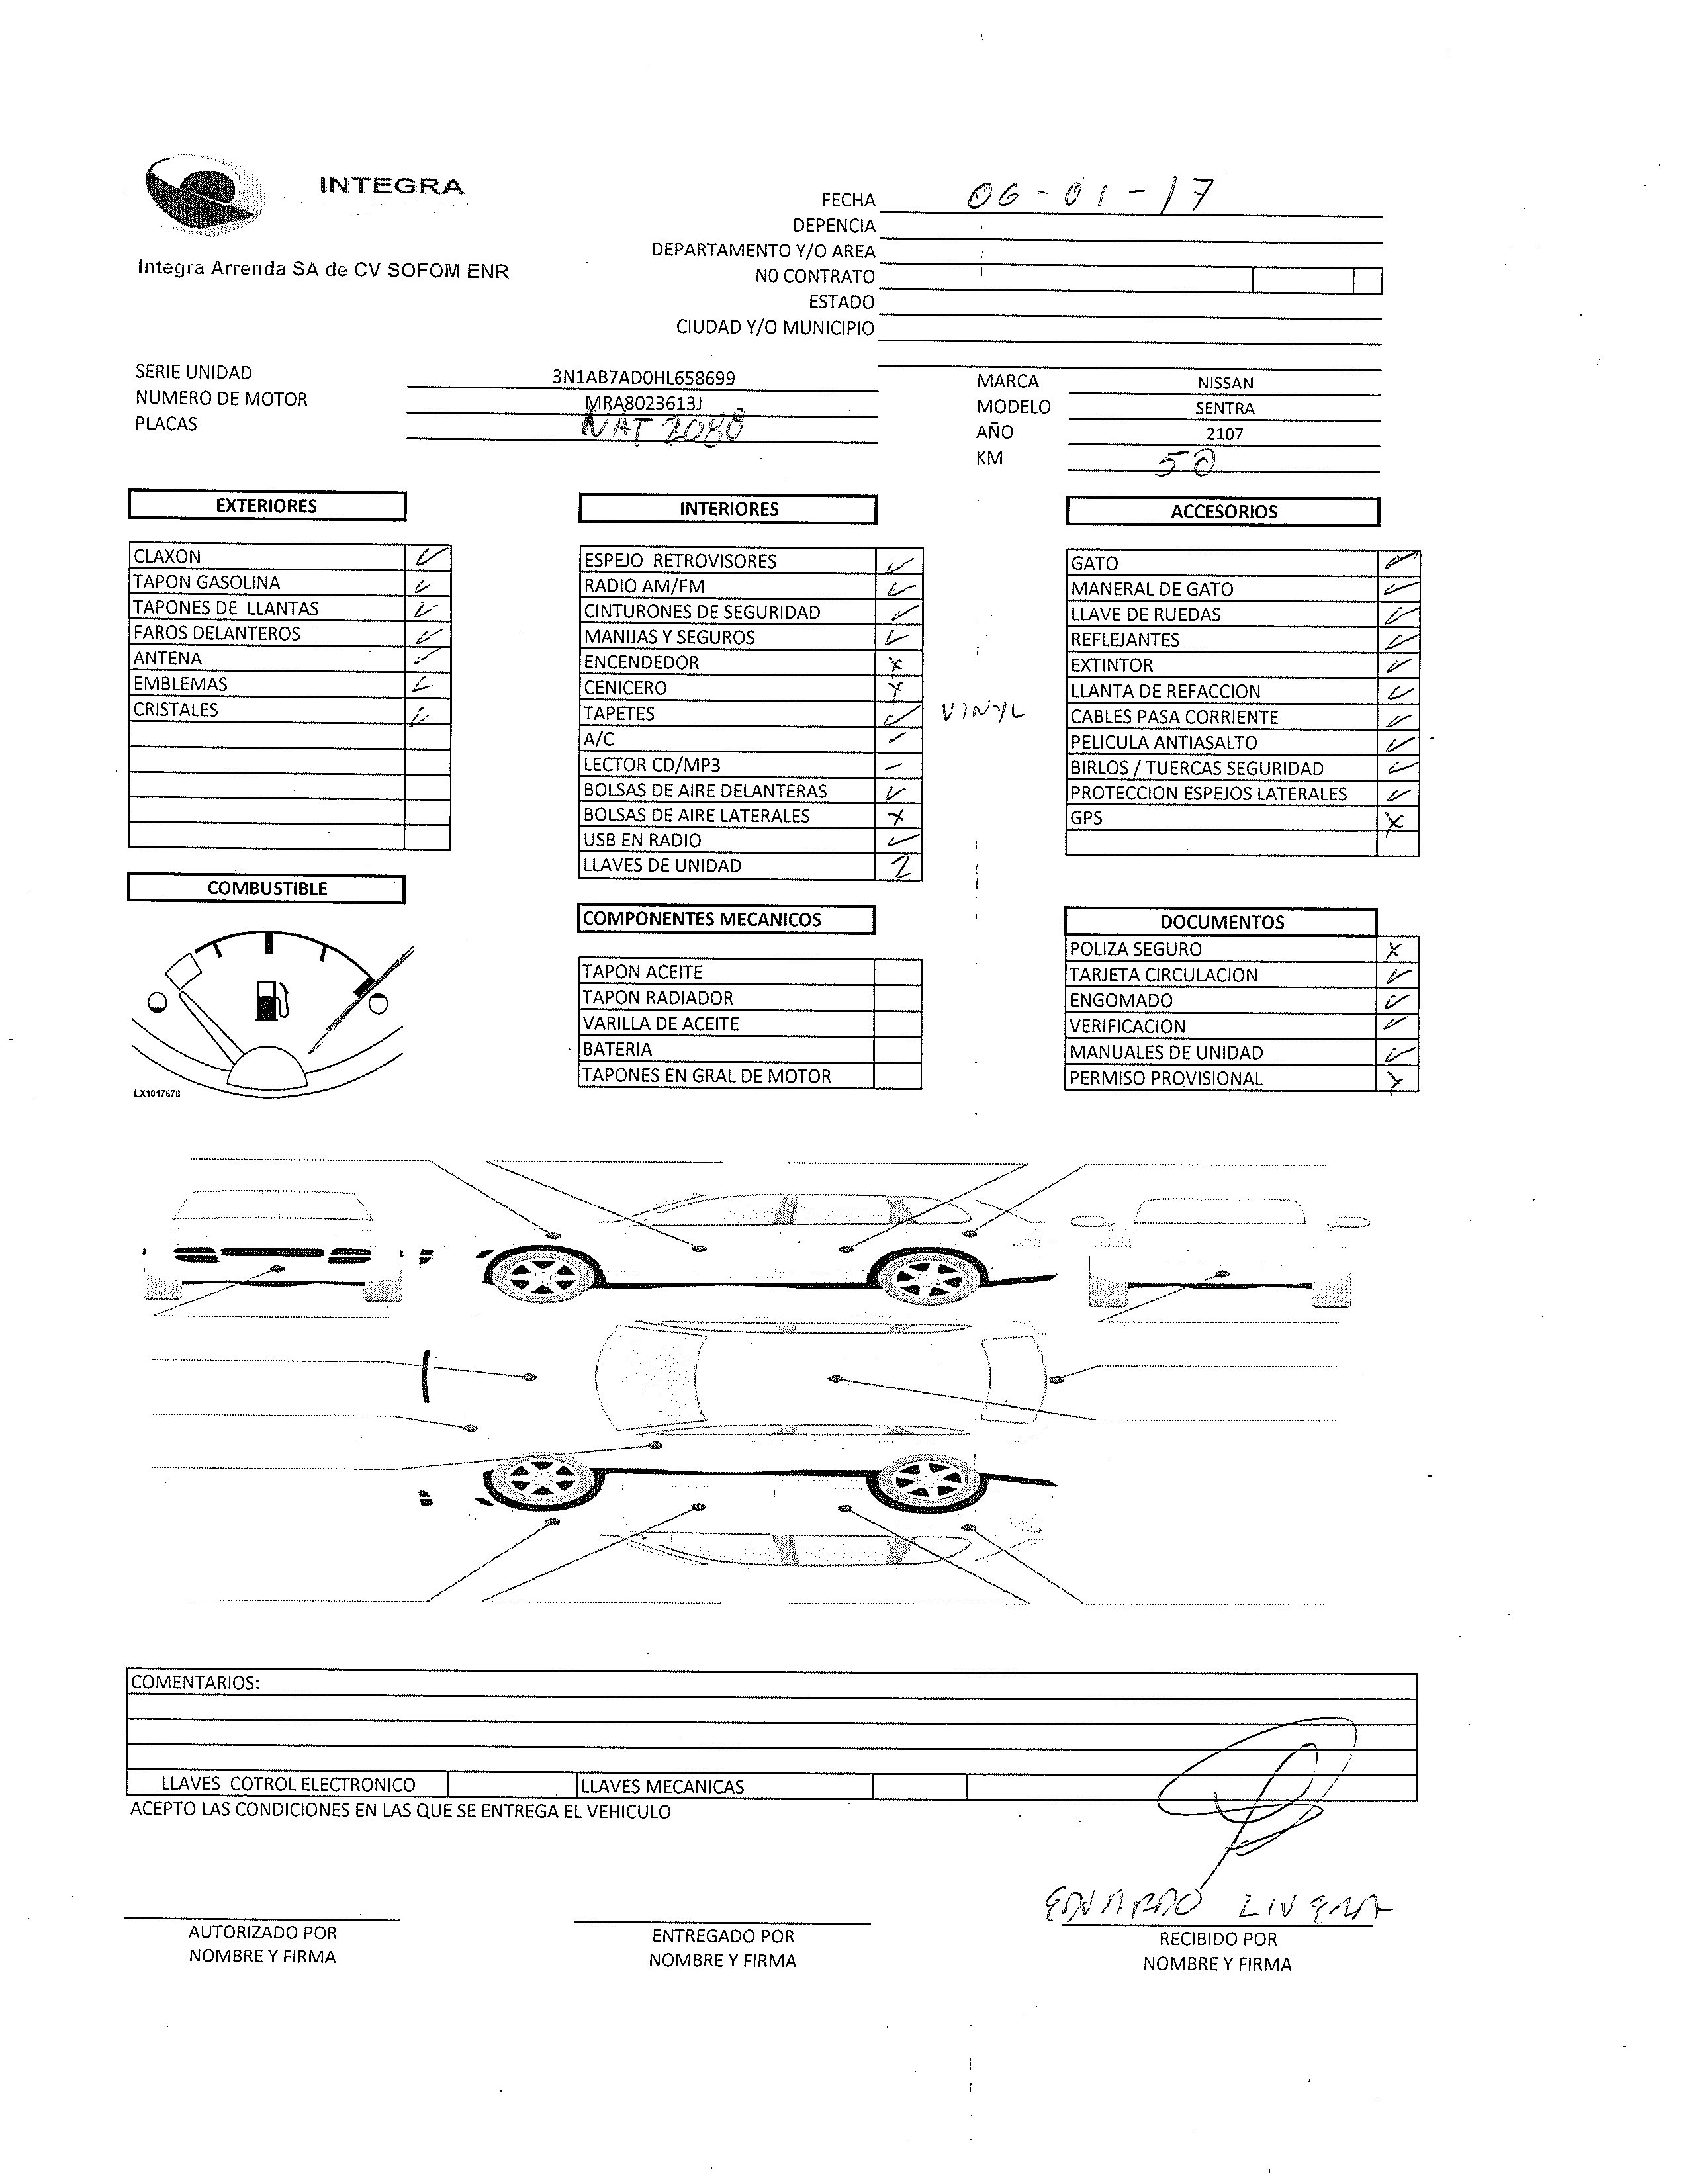 INTEGRA
Integra Arrenda SA de CV SOFOM ENR
FECHA 06-01-17
DEPENCIA
DEPARTAMENTO Y/O AREA
N0 CONTRATO
ESTADO
CIUDAD Y/O MUNICIPIO
SERIE UNIDAD 3N1AB7AD0HL658699
NUMERO DE MOTOR MRA8023613J
PLACAS NAT 2080
MARCA NISSAN
MODELO SENTRA
AÑO 2107
KM 50
EXTERIORES
CLAXON ✓
TAPON GASOLINA ✓
TAPONES DE LLANTAS ✓
FAROS DELANTEROS ✓
ANTENA ✓
EMBLEMAS ✓
CRISTALES ✓
INTERIORES
ESPEJO RETROVISORES ✓
RADIO AM/FM ✓
CINTURONES DE SEGURIDAD ✓
MANIJAS Y SEGUROS ✓
ENCENDEDOR X
CENICERO X
TAPETES ✓ VINYL
A/C ✓
LECTOR CD/MP3 –
BOLSAS DE AIRE DELANTERAS ✓
BOLSAS DE AIRE LATERALES X
USB EN RADIO ✓
LLAVES DE UNIDAD 2
ACCESORIOS
GATO ✓
MANERAL DE GATO ✓
LLAVE DE RUEDAS ✓
REFLEJANTES ✓
EXTINTOR ✓
LLANTA DE REFACCION ✓
CABLES PASA CORRIENTE ✓
PELICULA ANTIASALTO ✓
BIRLOS / TUERCAS SEGURIDAD ✓
PROTECCION ESPEJOS LATERALES ✓
GPS X
COMBUSTIBLE
LX1017670
COMPONENTES MECANICOS
TAPON ACEITE
TAPON RADIADOR
VARILLA DE ACEITE
BATERIA
TAPONES EN GRAL DE MOTOR
DOCUMENTOS
POLIZA SEGURO X
TARJETA CIRCULACION ✓
ENGOMADO ✓
VERIFICACION ✓
MANUALES DE UNIDAD ✓
PERMISO PROVISIONAL X
COMENTARIOS:
LLAVES COTROL ELECTRONICO LLAVES MECANICAS
ACEPTO LAS CONDICIONES EN LAS QUE SE ENTREGA EL VEHICULO
AUTORIZADO POR
NOMBRE Y FIRMA
ENTREGADO POR
NOMBRE Y FIRMA
EDUARDO
RECIBIDO POR
NOMBRE Y FIRMA